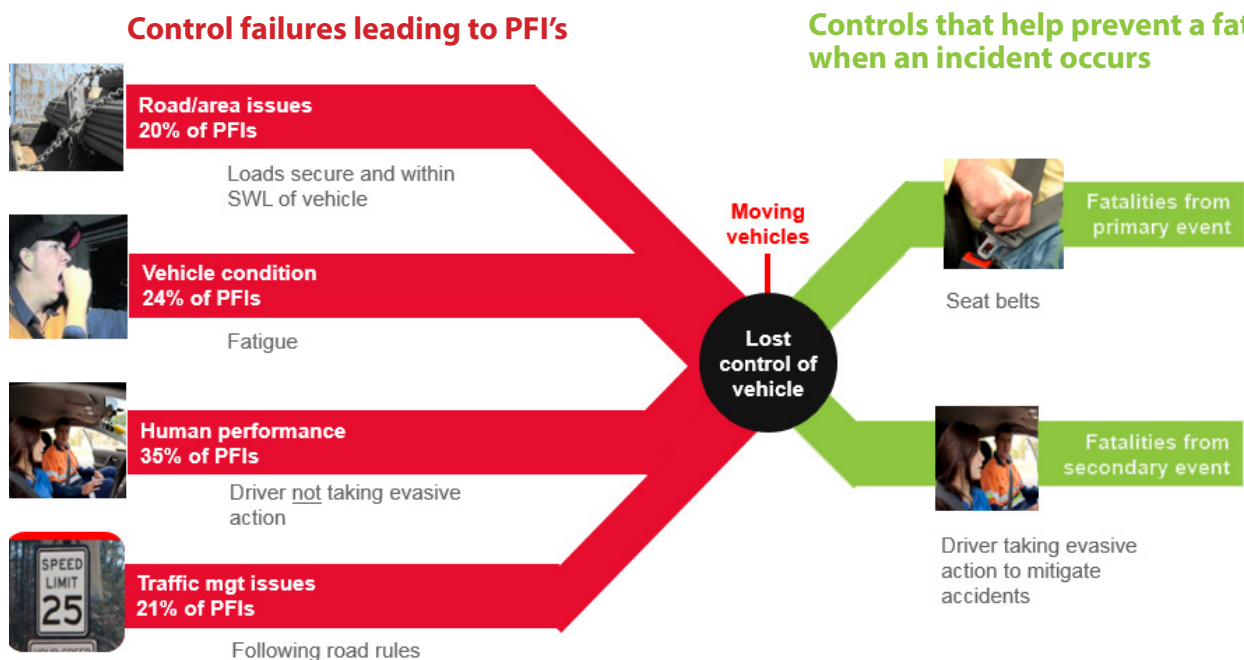 Control failures leading to PFI's
Controls that help prevent a fat
when an incident occurs
Road/area issues
20% of PFIs
Loads secure and within
SWL of vehicle
Vehicle condition
24% of PFIs
Fatigue
Human performance
35% of PFIs
Driver not taking evasive
action
SPEED
LIMIT
25
YOUR SPEED
Traffic mgt issues
21% of PFIs
Following road rules
Moving
vehicles
Lost
control of
vehicle
Fatalities from
primary event
Seat belts
Fatalities from
secondary event
Driver taking evasive
action to mitigate
accidents